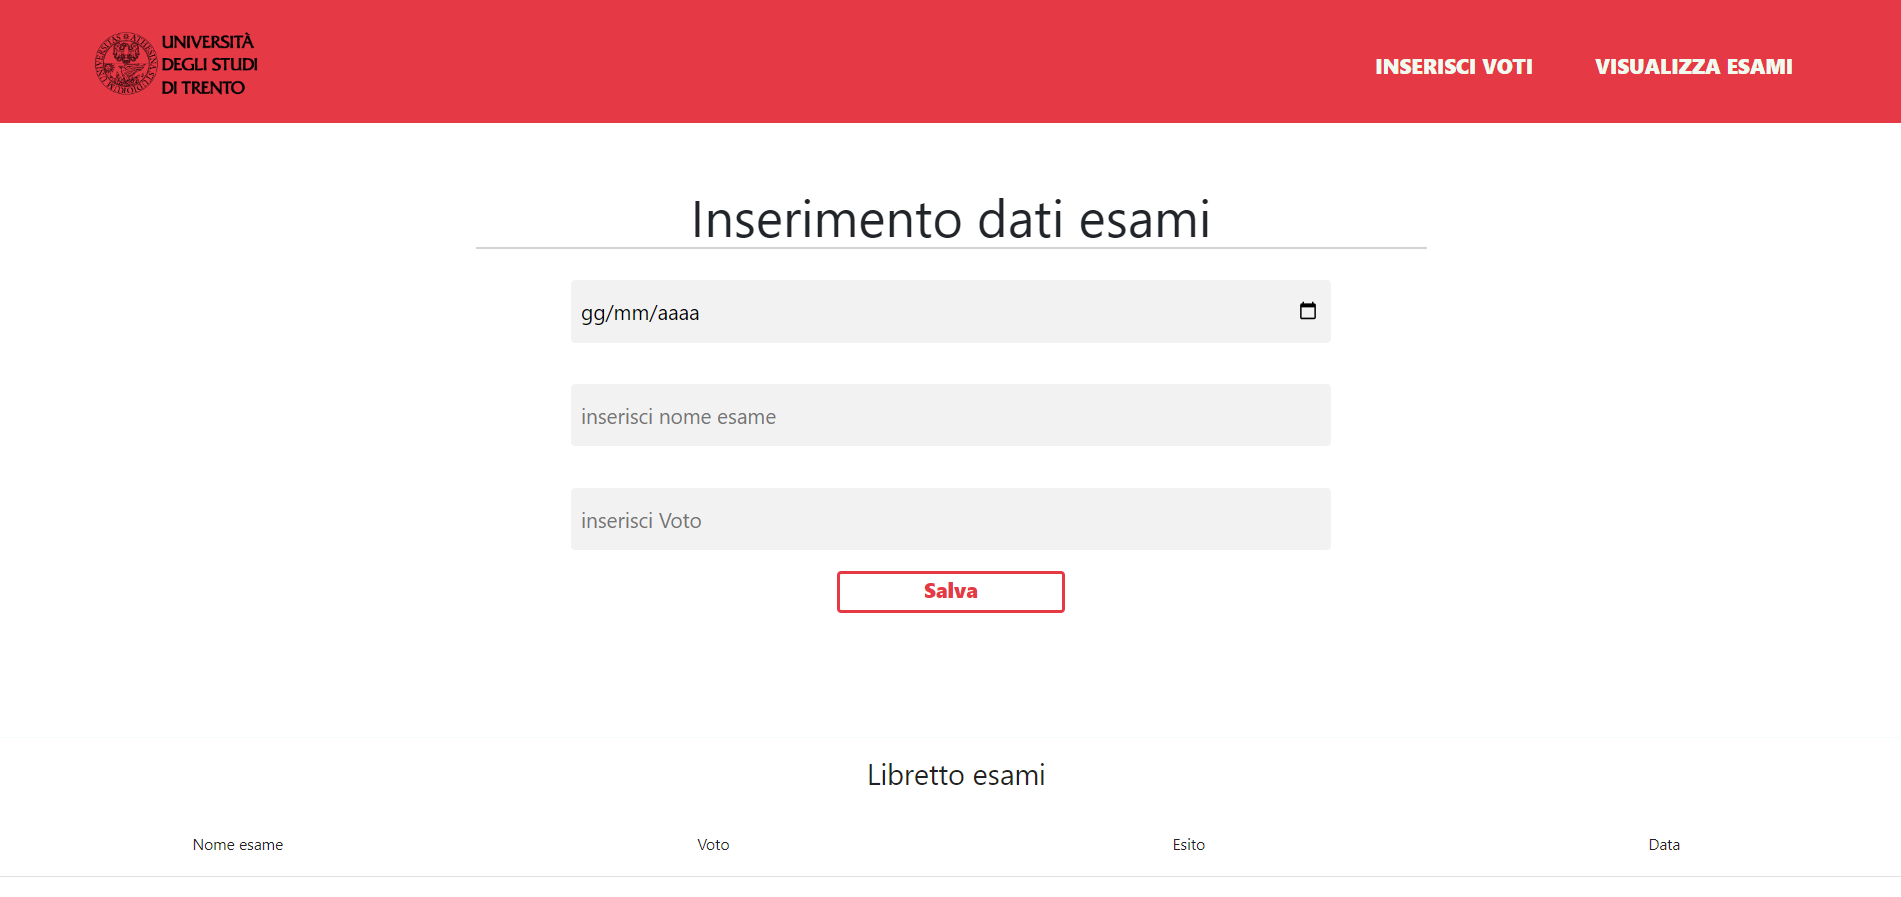 UNIVERSITÀ
DEGLI STUDI
DI TRENTO
INSERISCI VOTI
VISUALIZZA ESAMI
Inserimento dati esami
gg/mm/aaaa
inserisci nome esame
inserisci Voto
Salva
Libretto esami
Nome esame Voto Esito Data